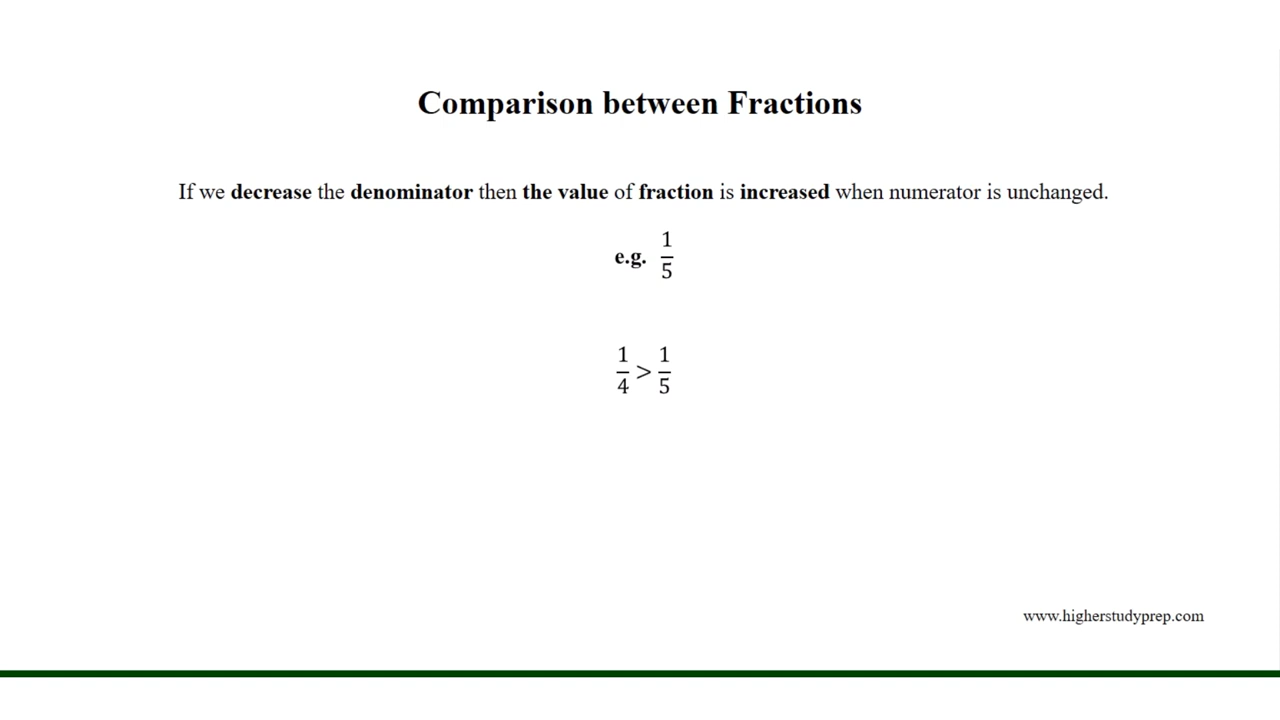 Comparison between Fractions
If we decrease the denominator then the value of fraction is increased when numerator is unchanged.
e.g. 1/5
1/4 > 1/5
www.higherstudyprep.com